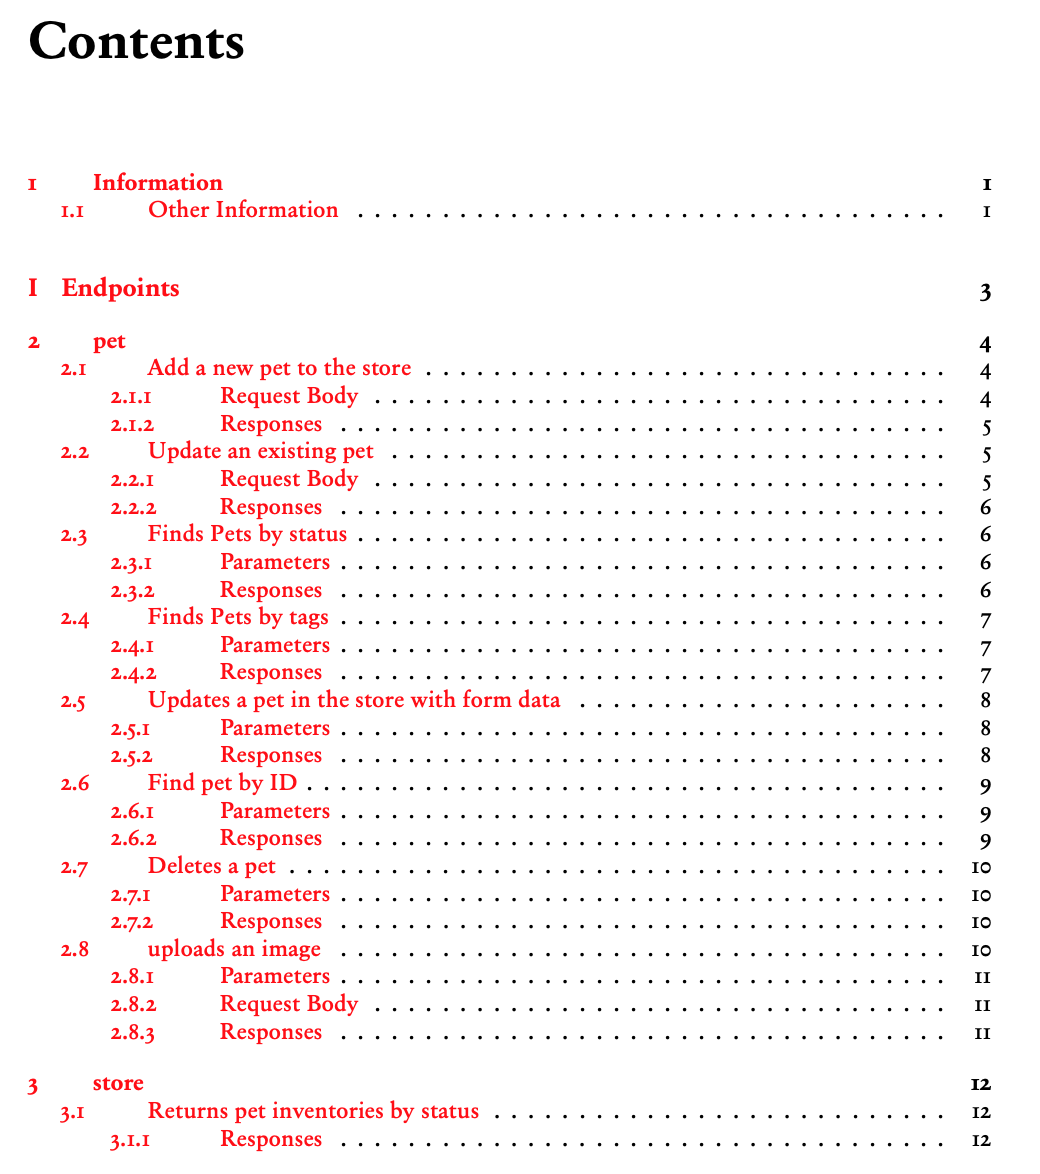 Contents
1 Information 1
1.1 Other Information . . . . . . . . . . . . . . . . . . . . . . . . . . . . . . . . . . . 1
I Endpoints 3
2 pet 4
2.1 Add a new pet to the store . . . . . . . . . . . . . . . . . . . . . . . . . . . . . . . 4
2.1.1 Request Body . . . . . . . . . . . . . . . . . . . . . . . . . . . . . . . . . . 4
2.1.2 Responses . . . . . . . . . . . . . . . . . . . . . . . . . . . . . . . . . . . . 5
2.2 Update an existing pet . . . . . . . . . . . . . . . . . . . . . . . . . . . . . . . . . 5
2.2.1 Request Body . . . . . . . . . . . . . . . . . . . . . . . . . . . . . . . . . . 5
2.2.2 Responses . . . . . . . . . . . . . . . . . . . . . . . . . . . . . . . . . . . . 6
2.3 Finds Pets by status . . . . . . . . . . . . . . . . . . . . . . . . . . . . . . . . . . . 6
2.3.1 Parameters . . . . . . . . . . . . . . . . . . . . . . . . . . . . . . . . . . . . 6
2.3.2 Responses . . . . . . . . . . . . . . . . . . . . . . . . . . . . . . . . . . . . 6
2.4 Finds Pets by tags . . . . . . . . . . . . . . . . . . . . . . . . . . . . . . . . . . . . 7
2.4.1 Parameters . . . . . . . . . . . . . . . . . . . . . . . . . . . . . . . . . . . . 7
2.4.2 Responses . . . . . . . . . . . . . . . . . . . . . . . . . . . . . . . . . . . . 7
2.5 Updates a pet in the store with form data . . . . . . . . . . . . . . . . . . . . . . 8
2.5.1 Parameters . . . . . . . . . . . . . . . . . . . . . . . . . . . . . . . . . . . . 8
2.5.2 Responses . . . . . . . . . . . . . . . . . . . . . . . . . . . . . . . . . . . . 8
2.6 Find pet by ID . . . . . . . . . . . . . . . . . . . . . . . . . . . . . . . . . . . . . . 9
2.6.1 Parameters . . . . . . . . . . . . . . . . . . . . . . . . . . . . . . . . . . . . 9
2.6.2 Responses . . . . . . . . . . . . . . . . . . . . . . . . . . . . . . . . . . . . 9
2.7 Deletes a pet . . . . . . . . . . . . . . . . . . . . . . . . . . . . . . . . . . . . . . . 10
2.7.1 Parameters . . . . . . . . . . . . . . . . . . . . . . . . . . . . . . . . . . . . 10
2.7.2 Responses . . . . . . . . . . . . . . . . . . . . . . . . . . . . . . . . . . . . 10
2.8 uploads an image . . . . . . . . . . . . . . . . . . . . . . . . . . . . . . . . . . . . 10
2.8.1 Parameters . . . . . . . . . . . . . . . . . . . . . . . . . . . . . . . . . . . . 11
2.8.2 Request Body . . . . . . . . . . . . . . . . . . . . . . . . . . . . . . . . . . 11
2.8.3 Responses . . . . . . . . . . . . . . . . . . . . . . . . . . . . . . . . . . . . 11
3 store 12
3.1 Returns pet inventories by status . . . . . . . . . . . . . . . . . . . . . . . . . . . 12
3.1.1 Responses . . . . . . . . . . . . . . . . . . . . . . . . . . . . . . . . . . . . 12